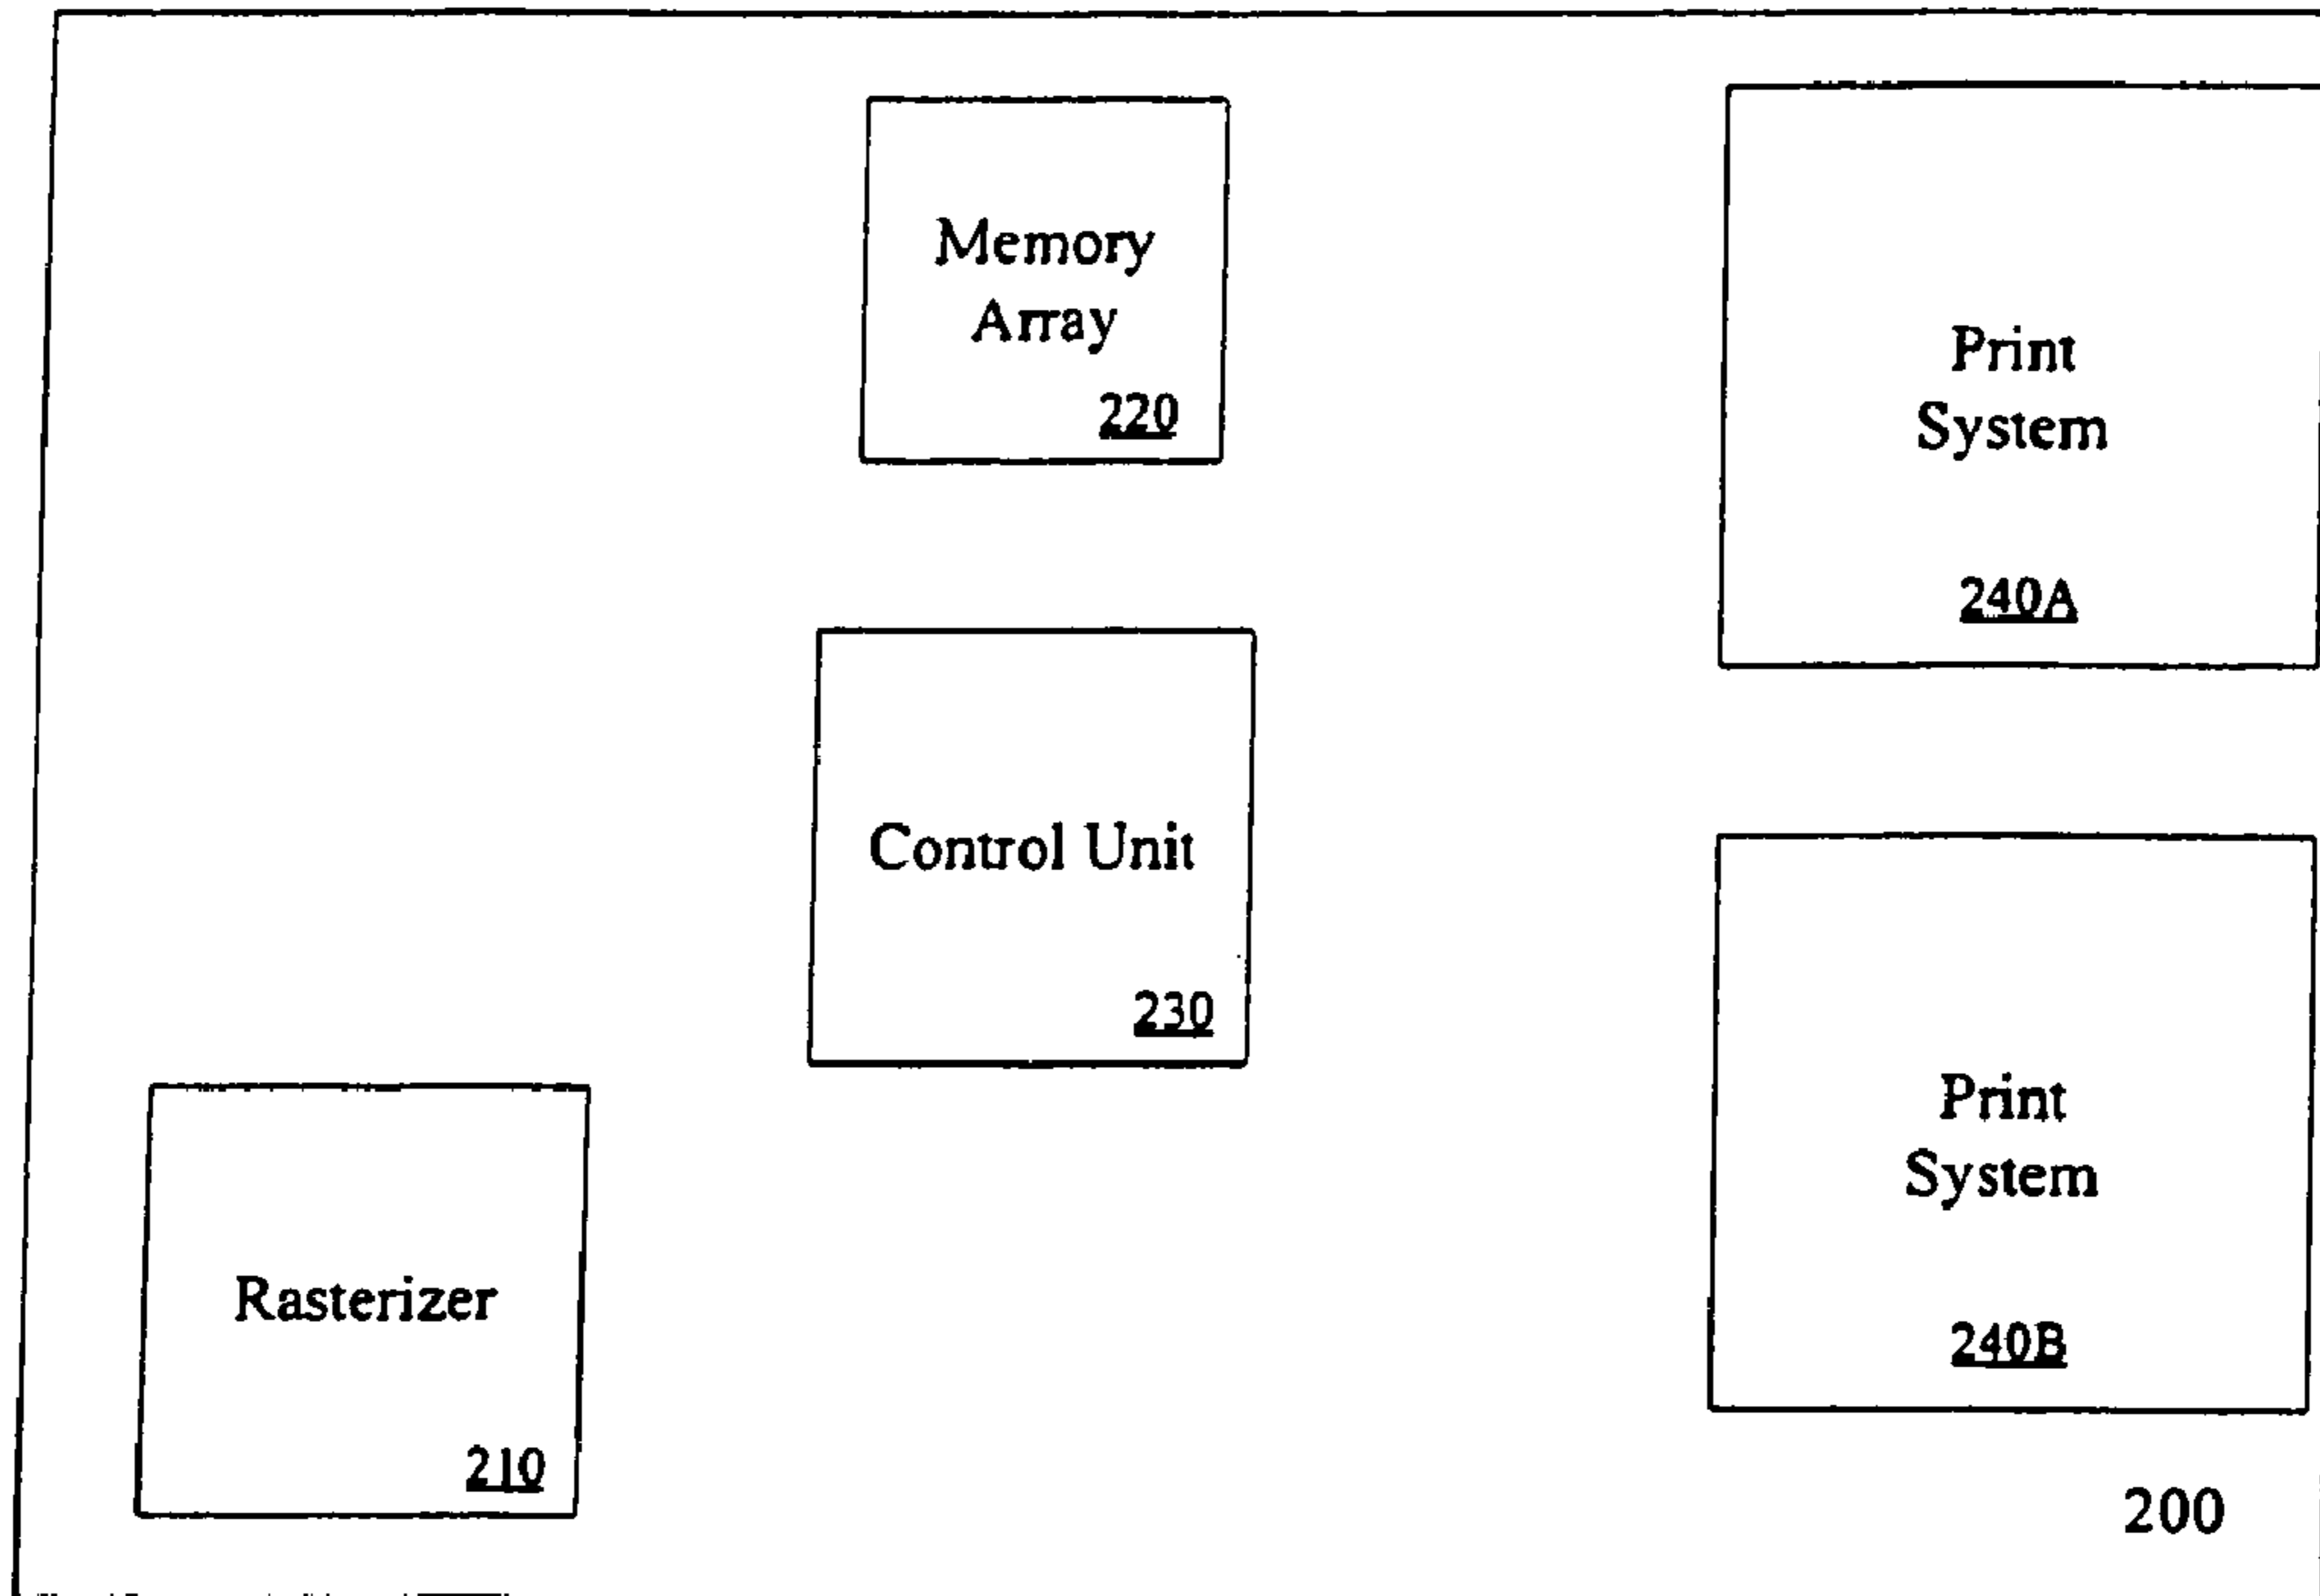 Memory
Array
220
Print
System
240A
Control Unit
230
Print
System
240B
Rasterizer
210
200